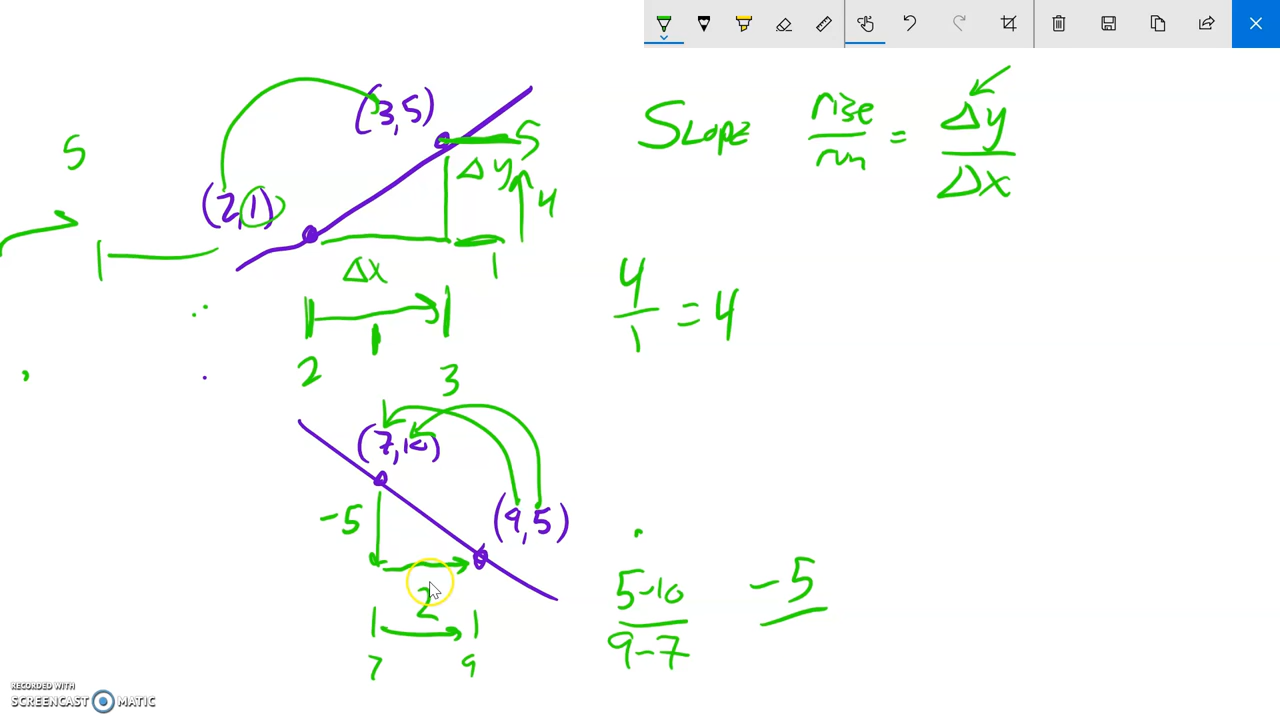 Slope rise/run = Δy/Δx
(3,5)
5
5
Δy
4
(2,1)
1
Δx
4/1 = 4
1
2
3
(7,10)
(9,5)
-5
2
5-10/9-7 -5
7
9
RECORDED WITH
SCREENCAST MATIC